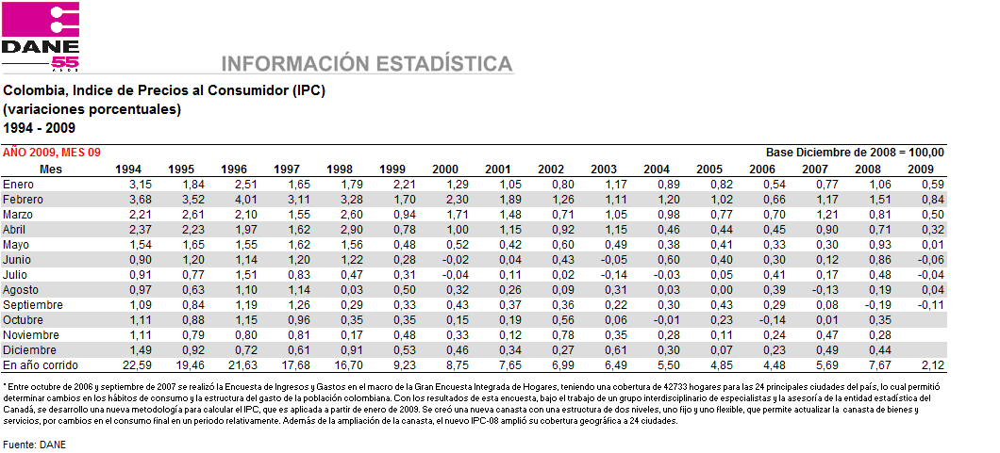 DANE
55
AÑOS
INFORMACIÓN ESTADÍSTICA
Colombia, Indice de Precios al Consumidor (IPC)
(variaciones porcentuales)
1994 - 2009
AÑO 2009, MES 09 Base Diciembre de 2008 = 100,00
Mes 1994 1995 1996 1997 1998 1999 2000 2001 2002 2003 2004 2005 2006 2007 2008 2009
Enero 3,15 1,84 2,51 1,65 1,79 2,21 1,29 1,05 0,80 1,17 0,89 0,82 0,54 0,77 1,06 0,59
Febrero 3,68 3,52 4,01 3,11 3,28 1,70 2,30 1,89 1,26 1,11 1,20 1,02 0,66 1,17 1,51 0,84
Marzo 2,21 2,61 2,10 1,55 2,60 0,94 1,71 1,48 0,71 1,05 0,98 0,77 0,70 1,21 0,81 0,50
Abril 2,37 2,23 1,97 1,62 2,90 0,78 1,00 1,15 0,92 1,15 0,46 0,44 0,45 0,90 0,71 0,32
Mayo 1,54 1,65 1,55 1,62 1,56 0,48 0,52 0,42 0,60 0,49 0,38 0,41 0,33 0,30 0,93 0,01
Junio 0,90 1,20 1,14 1,20 1,22 0,28 -0,02 0,04 0,43 -0,05 0,60 0,40 0,30 0,12 0,86 -0,06
Julio 0,91 0,77 1,51 0,83 0,47 0,31 -0,04 0,11 0,02 -0,14 -0,03 0,05 0,41 0,17 0,48 -0,04
Agosto 0,97 0,63 1,10 1,14 0,03 0,50 0,32 0,26 0,09 0,31 0,03 0,00 0,39 -0,13 0,19 0,04
Septiembre 1,09 0,84 1,19 1,26 0,29 0,33 0,43 0,37 0,36 0,22 0,30 0,43 0,29 0,08 -0,19 -0,11
Octubre 1,11 0,88 1,15 0,96 0,35 0,35 0,15 0,19 0,56 0,06 -0,01 0,23 -0,14 0,01 0,35
Noviembre 1,11 0,79 0,80 0,81 0,17 0,48 0,33 0,12 0,78 0,35 0,28 0,11 0,24 0,47 0,28
Diciembre 1,49 0,92 0,72 0,61 0,91 0,53 0,46 0,34 0,27 0,61 0,30 0,07 0,23 0,49 0,44
En año corrido 22,59 19,46 21,63 17,68 16,70 9,23 8,75 7,65 6,99 6,49 5,50 4,85 4,48 5,69 7,67 2,12
* Entre octubre de 2006 y septiembre de 2007 se realizó la Encuesta de Ingresos y Gastos en el macro de la Gran Encuesta Integrada de Hogares, teniendo una cobertura de 42733 hogares para las 24 principales ciudades del país, lo cual permitió
determinar cambios en los hábitos de consumo y la estructura del gasto de la población colombiana. Con los resultados de esta encuesta, bajo el trabajo de un grupo interdisciplinario de especialistas y la asesoría de la entidad estadística del
Canadá, se desarrollo una nueva metodología para calcular el IPC, que es aplicada a partir de enero de 2009. Se creó una nueva canasta con una estructura de dos niveles, uno fijo y uno flexible, que permite actualizar la canasta de bienes y
servicios, por cambios en el consumo final en un periodo relativamente. Además de la ampliación de la canasta, el nuevo IPC-08 amplió su cobertura geográfica a 24 ciudades.
Fuente: DANE